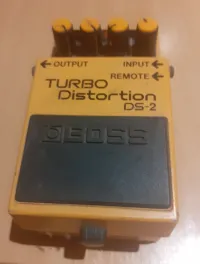 OUTPUT INPUT
REMOTE
TURBO
Distortion
DS-2
BOSS